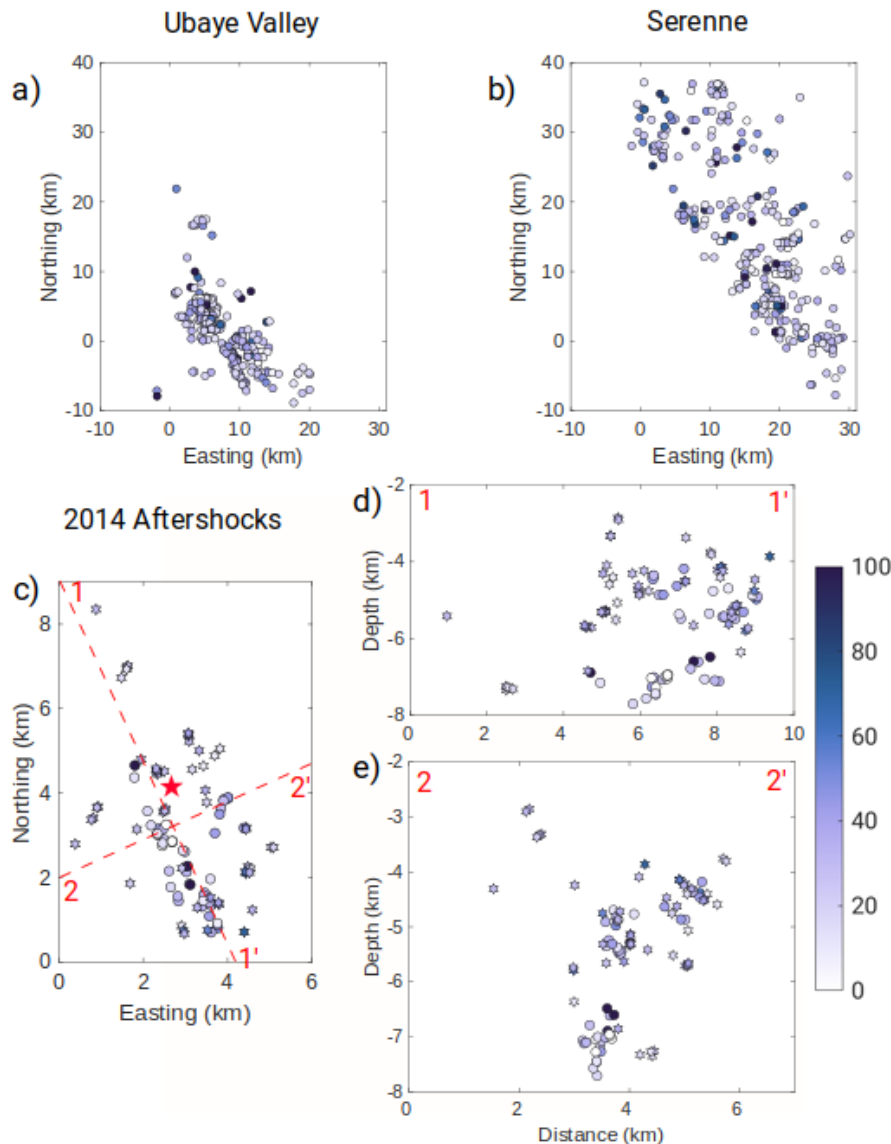 Ubaye Valley
Serenne
a)
40
30
20
10
0
-10
Northing (km)
-10 0 10 20 30
Easting (km)
b)
40
30
20
10
0
-10
Northing (km)
-10 0 10 20 30
Easting (km)
2014 Aftershocks
c)
8
6
4
2
0
Northing (km)
1
2'
2
1'
0 2 4 6
Easting (km)
d)
1 1'
-2
-4
-6
-8
Depth (km)
0 2 4 6 8 10
e)
2 2'
-2
-3
-4
-5
-6
-7
-8
Depth (km)
0 2 4 6
Distance (km)
100
80
60
40
20
0